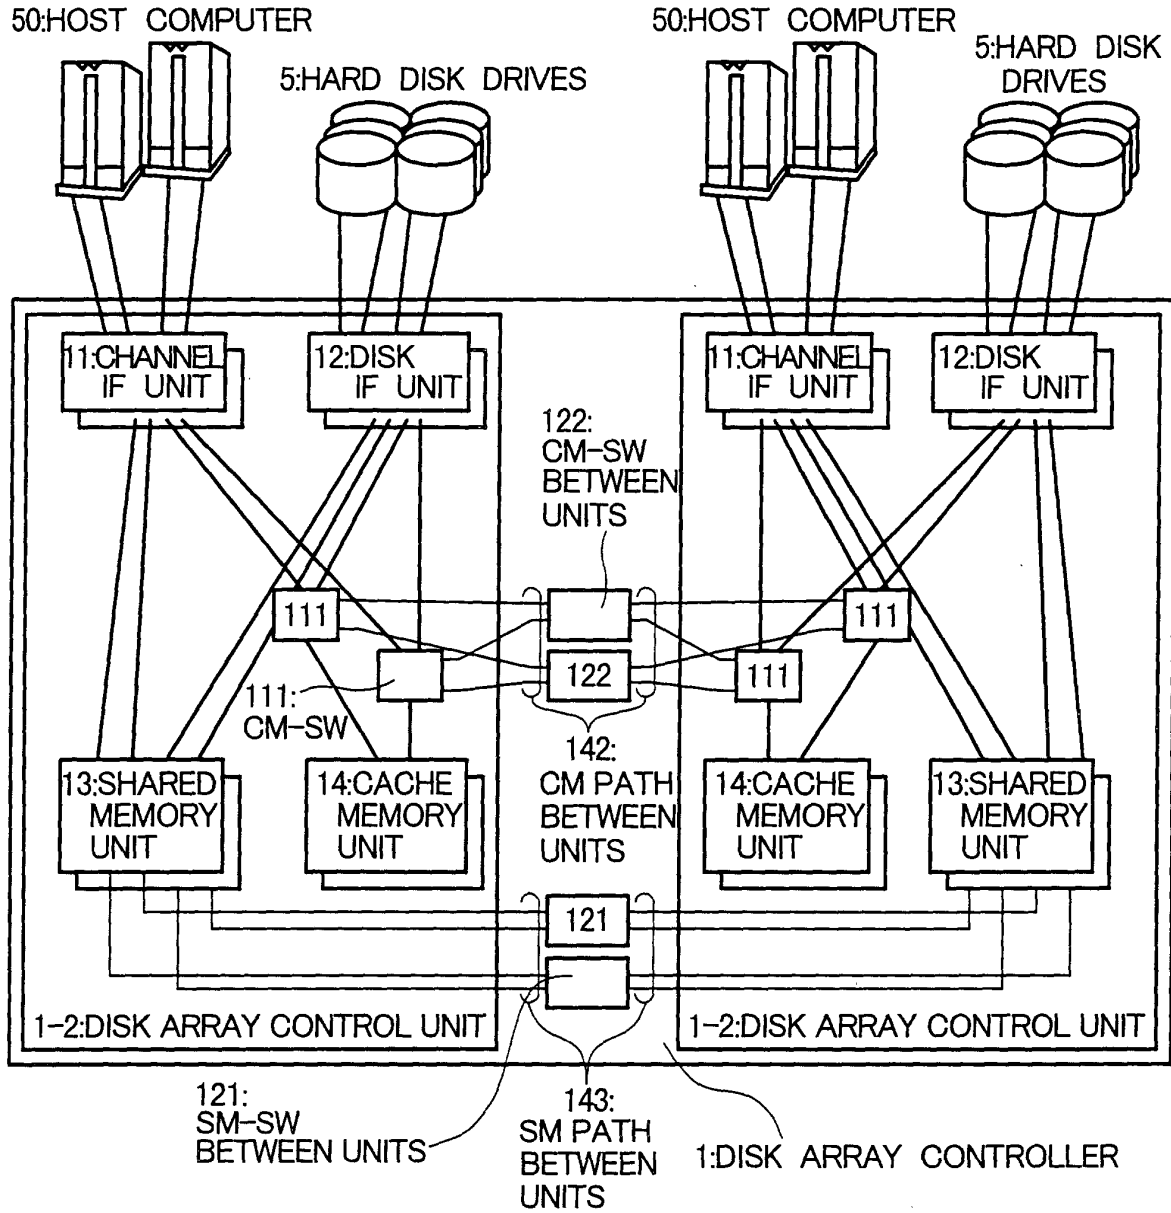 50:HOST COMPUTER
50:HOST COMPUTER
5:HARD DISK DRIVES
5:HARD DISK
DRIVES
11:CHANNEL
IF UNIT
12:DISK
IF UNIT
11:CHANNEL
IF UNIT
12:DISK
IF UNIT
122:
CM-SW
BETWEEN
UNITS
111
111
122
111
111:
CM-SW
142:
CM PATH
BETWEEN
UNITS
13:SHARED
MEMORY
UNIT
14:CACHE
MEMORY
UNIT
14:CACHE
MEMORY
UNIT
13:SHARED
MEMORY
UNIT
121
1-2:DISK ARRAY CONTROL UNIT
1-2:DISK ARRAY CONTROL UNIT
121:
SM-SW
BETWEEN UNITS
143:
SM PATH
BETWEEN
UNITS
1:DISK ARRAY CONTROLLER